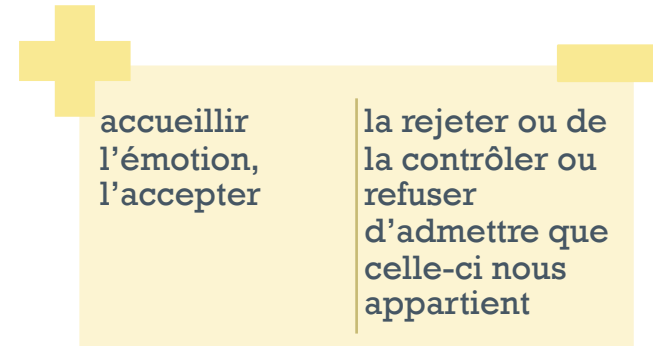 accueillir
l’émotion,
l’accepter
la rejeter ou de
la contrôler ou
refuser
d’admettre que
celle-ci nous
appartient